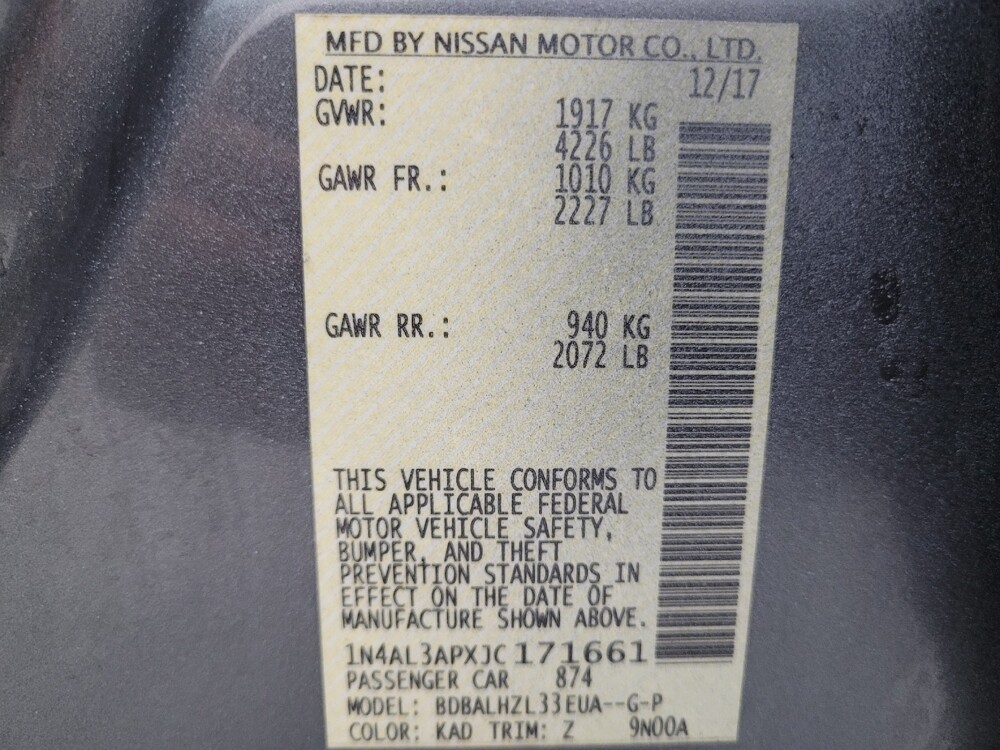 MFD BY NISSAN MOTOR CO., LTD.
DATE: 12/17
GVWR: 1917 KG
4226 LB
GAWR FR.: 1010 KG
2227 LB
GAWR RR.: 940 KG
2072 LB
THIS VEHICLE CONFORMS TO
ALL APPLICABLE FEDERAL
MOTOR VEHICLE SAFETY,
BUMPER, AND THEFT
PREVENTION STANDARDS IN
EFFECT ON THE DATE OF
MANUFACTURE SHOWN ABOVE.
1N4AL3APXJC171661
PASSENGER CAR 874
MODEL: BDBALHZL33EUA--G-P
COLOR: KAD TRIM: Z 9N00A